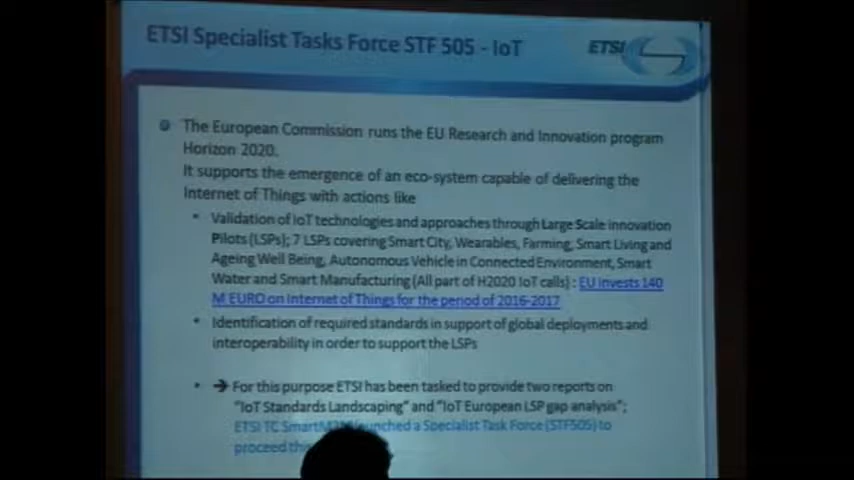 ETSI Specialist Tasks Force STF 505 - IoT
ETSI
The European Commission runs the EU Research and Innovation program
Horizon 2020.
It supports the emergence of an eco-system capable of delivering the
Internet of Things with actions like
Validation of IoT technologies and approaches through Large Scale innovation
Pilots (LSPs); 7 LSPs covering Smart City, Wearables, Farming, Smart Living and
Ageing Well Being, Autonomous Vehicle in Connected Environment, Smart
Water and Smart Manufacturing (All part of H2020 IoT calls) : EU invests 140
M EURO on Internet of Things for the period of 2016-2017
Identification of required standards in support of global deployments and
interoperability in order to support the LSPs
➔ For this purpose ETSI has been tasked to provide two reports on
"IoT Standards Landscaping" and "IoT European LSP gap analysis";
ETSI TC launched a Specialist Task Force (STF505) to
proceed